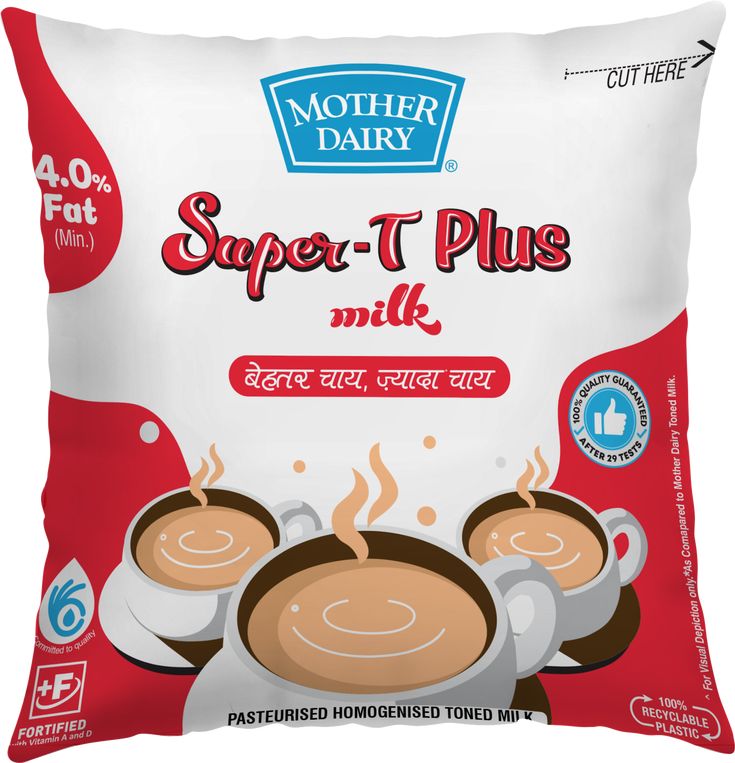 CUT HERE
MOTHER
DAIRY
®
4.0%
Fat
(Min.)
Super-T Plus
milk
बेहतर चाय, ज़्यादा चाय
100% QUALITY GUARANTEED
AFTER 29 TESTS
^ For Visual Depiction only.*As Comapared to Mother Dairy Toned Milk.
Committed to quality
+F
FORTIFIED
with Vitamin A and D
PASTEURISED HOMOGENISED TONED MILK
100%
RECYCLABLE
PLASTIC